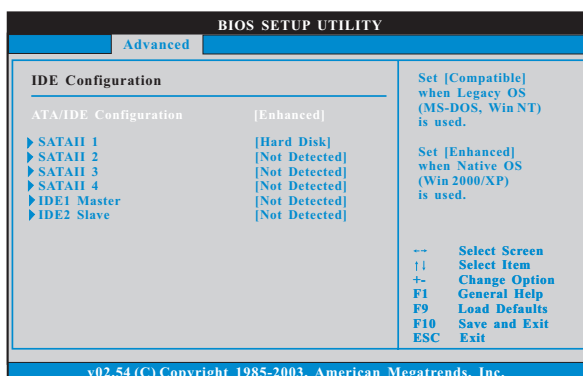 BIOS SETUP UTILITY
Advanced
IDE Configuration
ATA/IDE Configuration [Enhanced]
SATAII 1 [Hard Disk]
SATAII 2 [Not Detected]
SATAII 3 [Not Detected]
SATAII 4 [Not Detected]
IDE1 Master [Not Detected]
IDE2 Slave [Not Detected]
Set [Compatible]
when Legacy OS
(MS-DOS, Win NT)
is used.
Set [Enhanced]
when Native OS
(Win 2000/XP)
is used.
←→ Select Screen
↑↓ Select Item
+- Change Option
F1 General Help
F9 Load Defaults
F10 Save and Exit
ESC Exit
v02.54 (C) Copyright 1985-2003, American Megatrends, Inc.